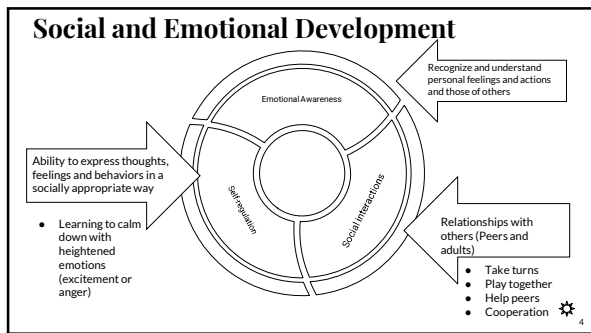 Social and Emotional Development
Recognize and understand
personal feelings and actions
and those of others
Emotional Awareness
Ability to express thoughts,
feelings and behaviors in a
socially appropriate way
Self-regulation
Social interactions
● Learning to calm
down with
heightened
emotions
(excitement or
anger)
Relationships with
others (Peers and
adults)
● Take turns
● Play together
● Help peers
● Cooperation
4